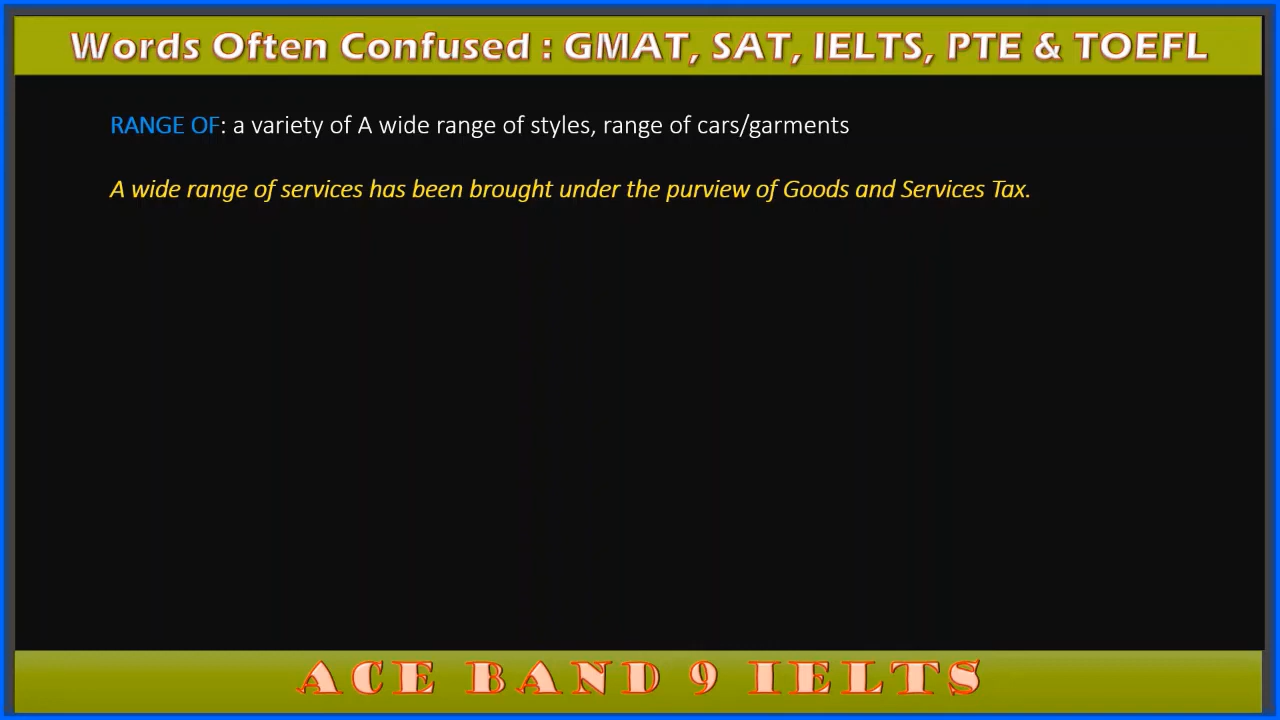 Words Often Confused : GMAT, SAT, IELTS, PTE & TOEFL
RANGE OF: a variety of A wide range of styles, range of cars/garments
A wide range of services has been brought under the purview of Goods and Services Tax.
ACE BAND 9 IELTS